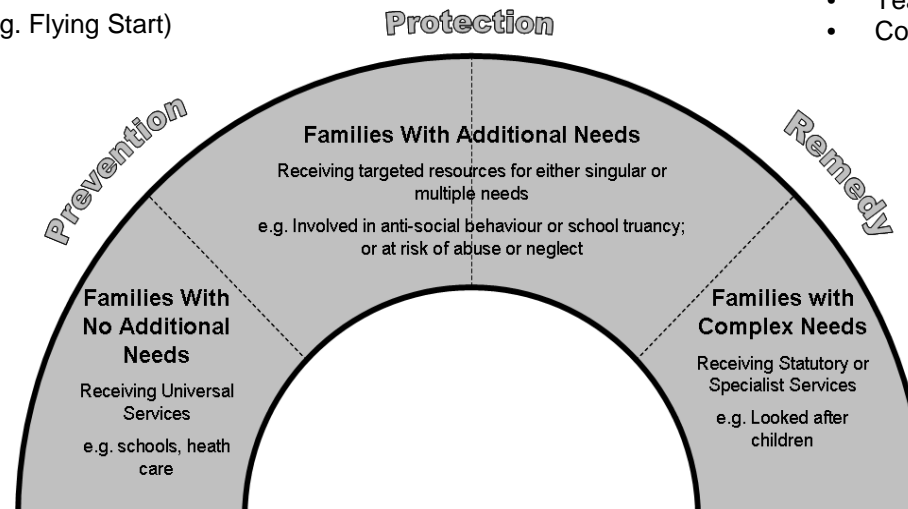 g. Flying Start)
Protection
• Co
Prevention
Remedy
Families With Additional Needs
Receiving targeted resources for either singular or
multiple needs
e.g. Involved in anti-social behaviour or school truancy;
or at risk of abuse or neglect
Families With
No Additional
Needs
Receiving Universal
Services
e.g. schools, heath
care
Families with
Complex Needs
Receiving Statutory or
Specialist Services
e.g. Looked after
children